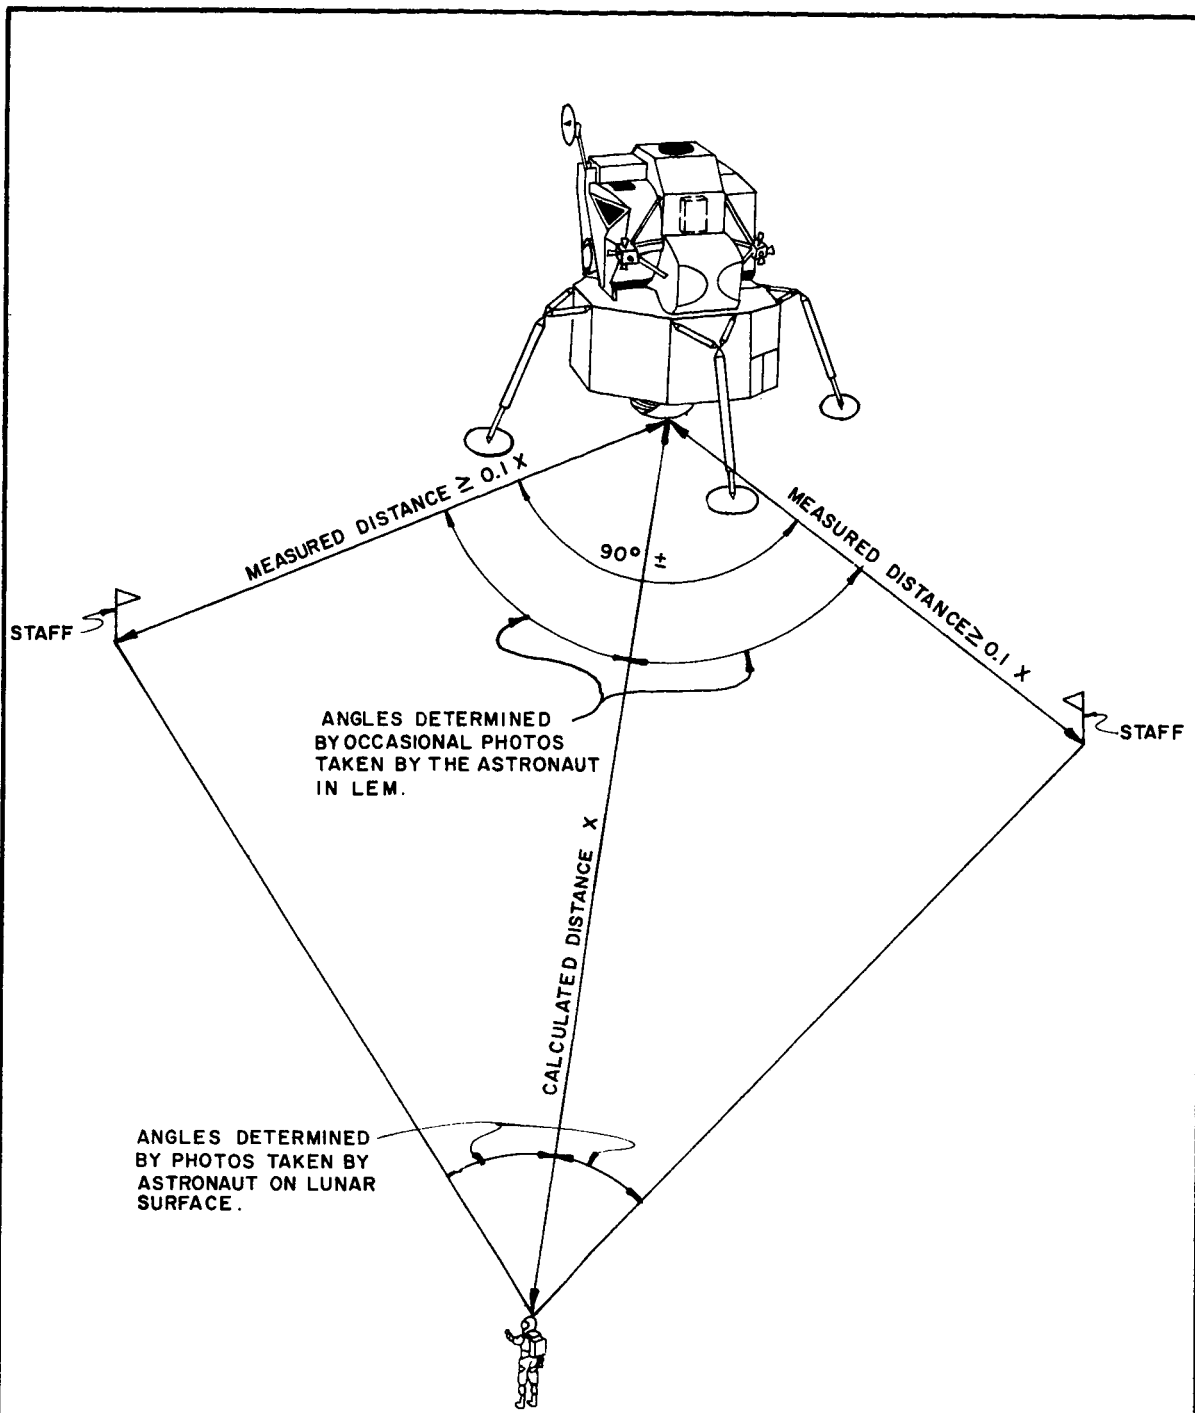 MEASURED DISTANCE ≥ 0.1 X
MEASURED DISTANCE ≥ 0.1 X
90° ±
STAFF
STAFF
ANGLES DETERMINED
BY OCCASIONAL PHOTOS
TAKEN BY THE ASTRONAUT
IN LEM.
CALCULATED DISTANCE X
ANGLES DETERMINED
BY PHOTOS TAKEN BY
ASTRONAUT ON LUNAR
SURFACE.